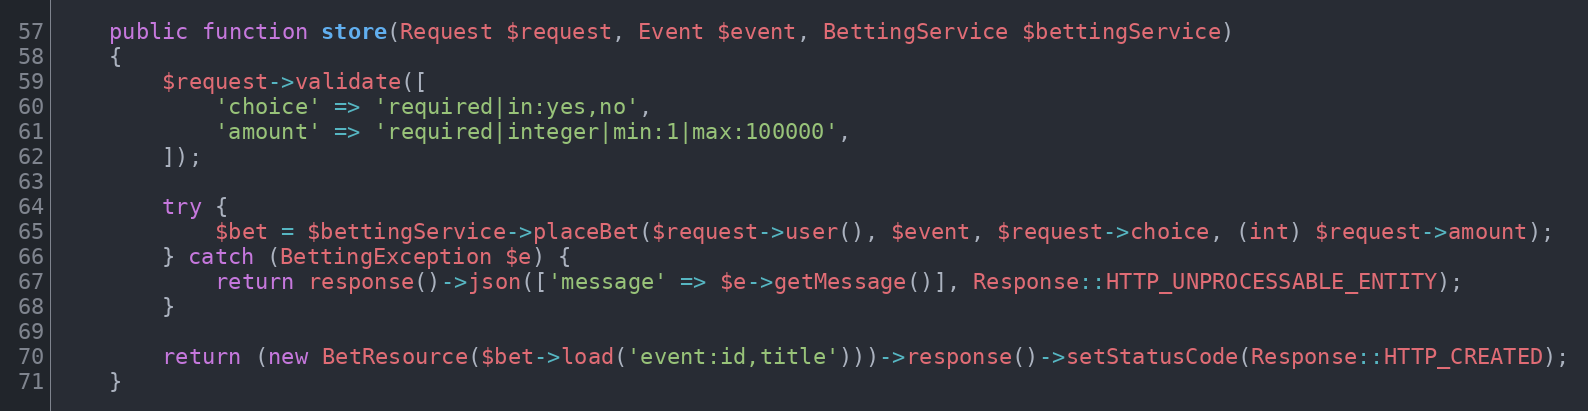 57    public function store(Request $request, Event $event, BettingService $bettingService)
58    {
59        $request->validate([
60            'choice' => 'required|in:yes,no',
61            'amount' => 'required|integer|min:1|max:100000',
62        ]);
63
64        try {
65            $bet = $bettingService->placeBet($request->user(), $event, $request->choice, (int) $request->amount);
66        } catch (BettingException $e) {
67            return response()->json(['message' => $e->getMessage()], Response::HTTP_UNPROCESSABLE_ENTITY);
68        }
69
70        return (new BetResource($bet->load('event:id,title')))->response()->setStatusCode(Response::HTTP_CREATED);
71    }